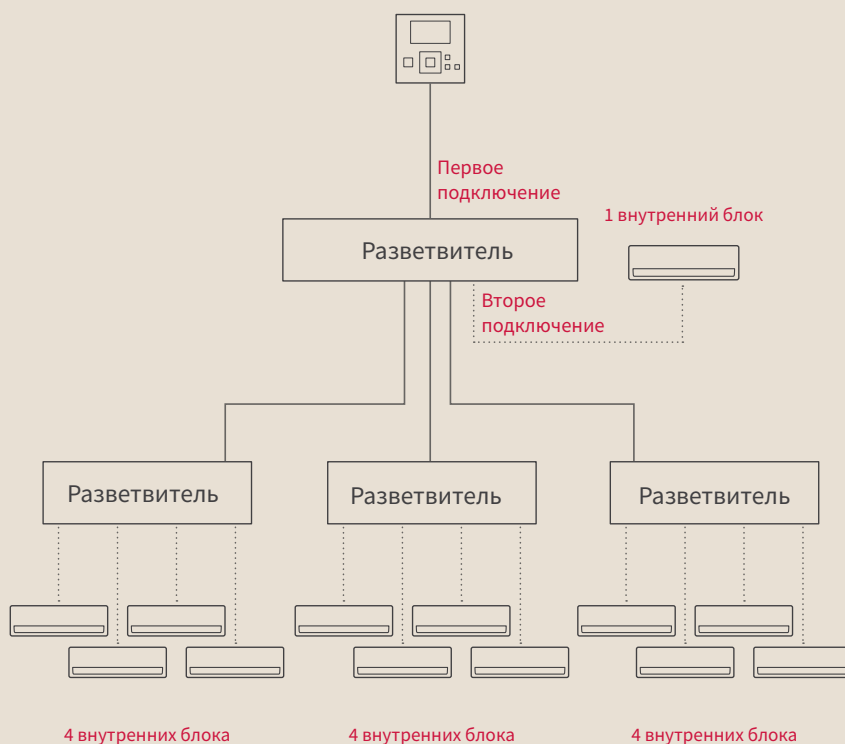 Первое
подключение
1 внутренний блок
Разветвитель
Второе
подключение
Разветвитель
Разветвитель
Разветвитель
4 внутренних блока
4 внутренних блока
4 внутренних блока